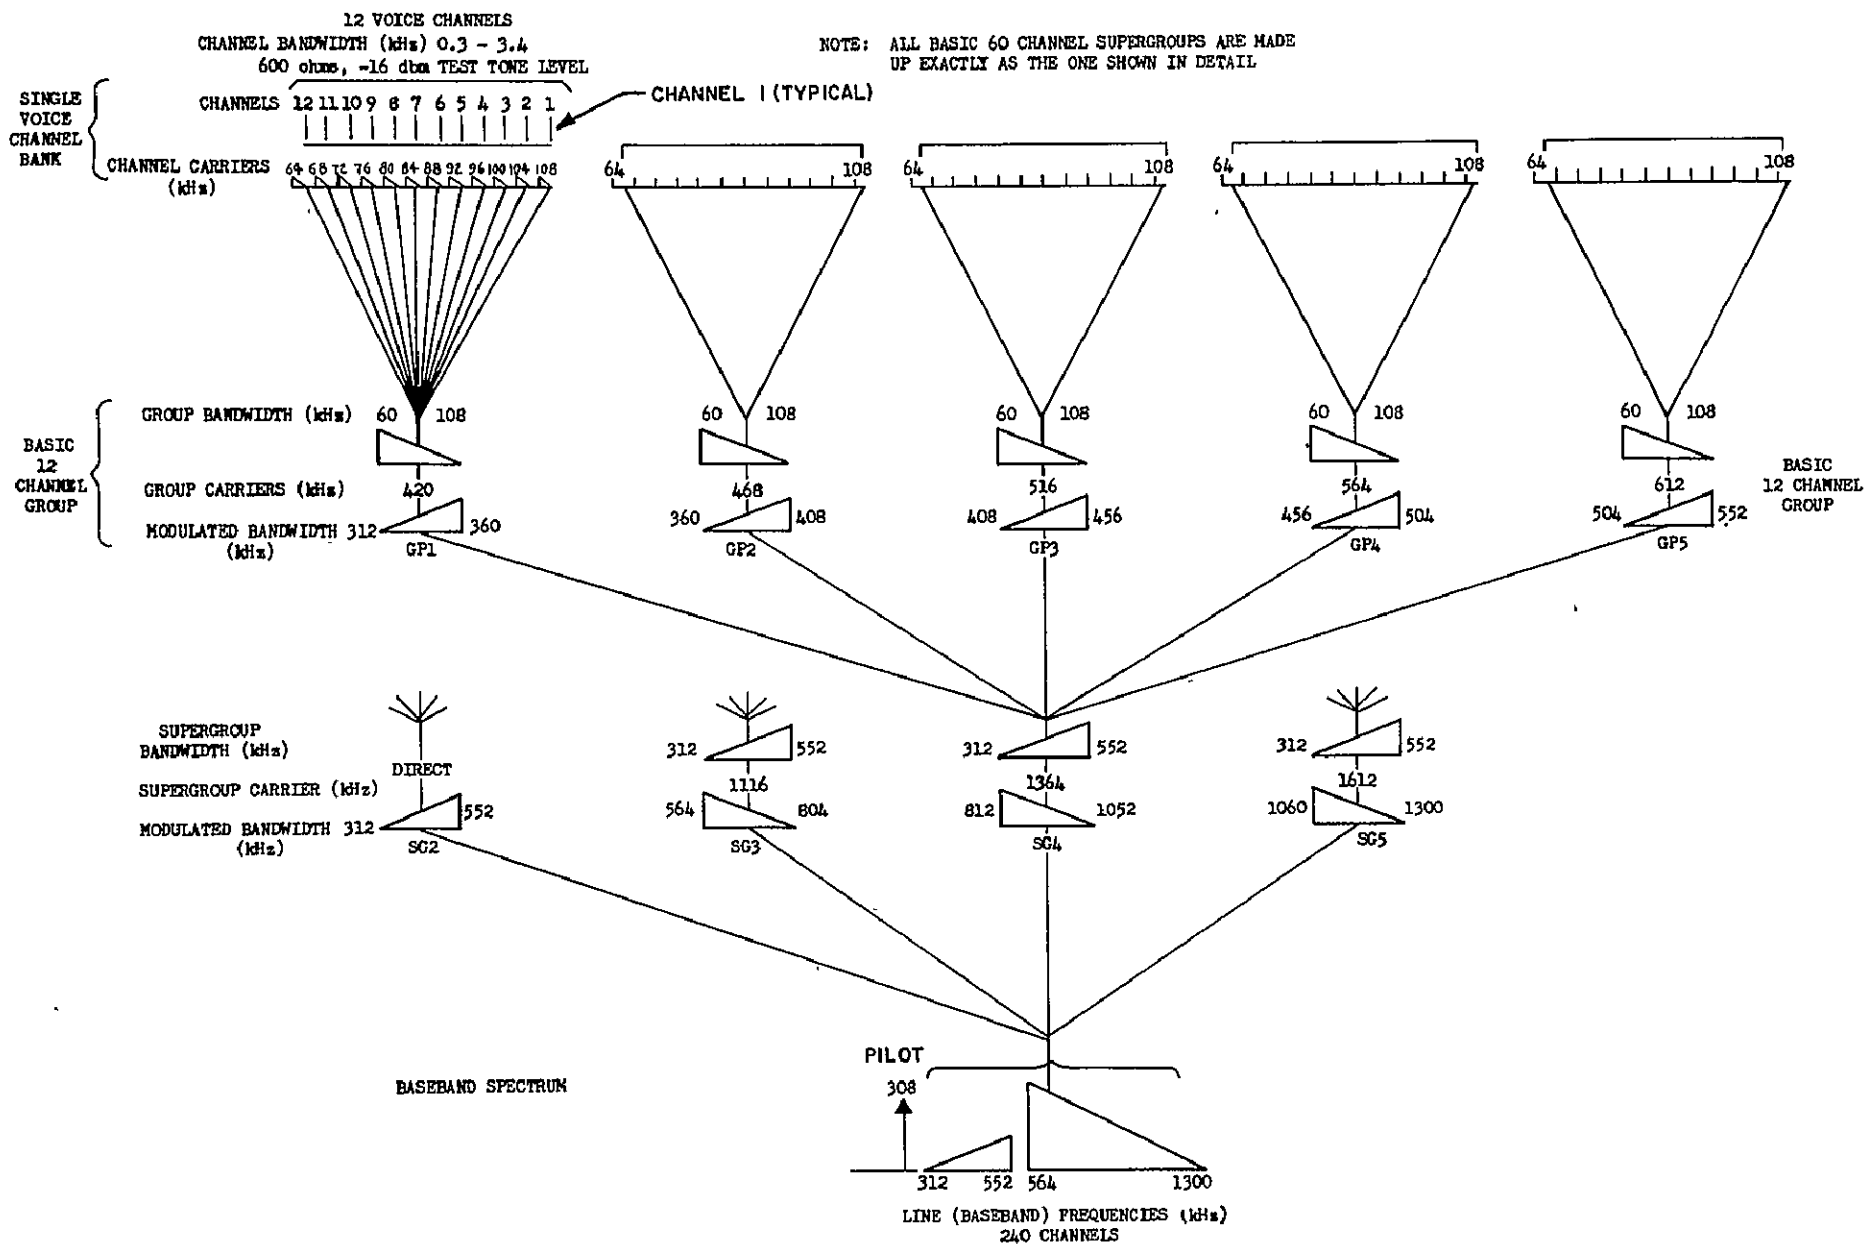 12 VOICE CHANNELS
CHANNEL BANDWIDTH (kHz) 0.3 - 3.4
600 ohms, -16 dbm TEST TONE LEVEL
NOTE: ALL BASIC 60 CHANNEL SUPERGROUPS ARE MADE
UP EXACTLY AS THE ONE SHOWN IN DETAIL
SINGLE
VOICE
CHANNEL
BANK
CHANNELS 12 11 10 9 8 7 6 5 4 3 2 1
CHANNEL 1 (TYPICAL)
CHANNEL CARRIERS
(kHz)
64 68 72 76 80 84 88 92 96 100 104 108
64 108
64 108
64 108
64 108
GROUP BANDWIDTH (kHz) 60 108
60 108
60 108
60 108
60 108
BASIC
12
CHANNEL
GROUP
GROUP CARRIERS (kHz) 420 468 516 564 612
BASIC
12 CHANNEL
GROUP
MODULATED BANDWIDTH 312 360
(kHz)
360 408
408 456
456 504
504 552
GP1 GP2 GP3 GP4 GP5
SUPERGROUP
BANDWIDTH (kHz)
312 552
312 552
312 552
DIRECT
SUPERGROUP CARRIER (kHz) 1116 1364 1612
MODULATED BANDWIDTH 312 552
(kHz)
564 804
812 1052
1060 1300
SG2 SG3 SG4 SG5
PILOT
308
BASEBAND SPECTRUM
312 552 564 1300
LINE (BASEBAND) FREQUENCIES (kHz)
240 CHANNELS